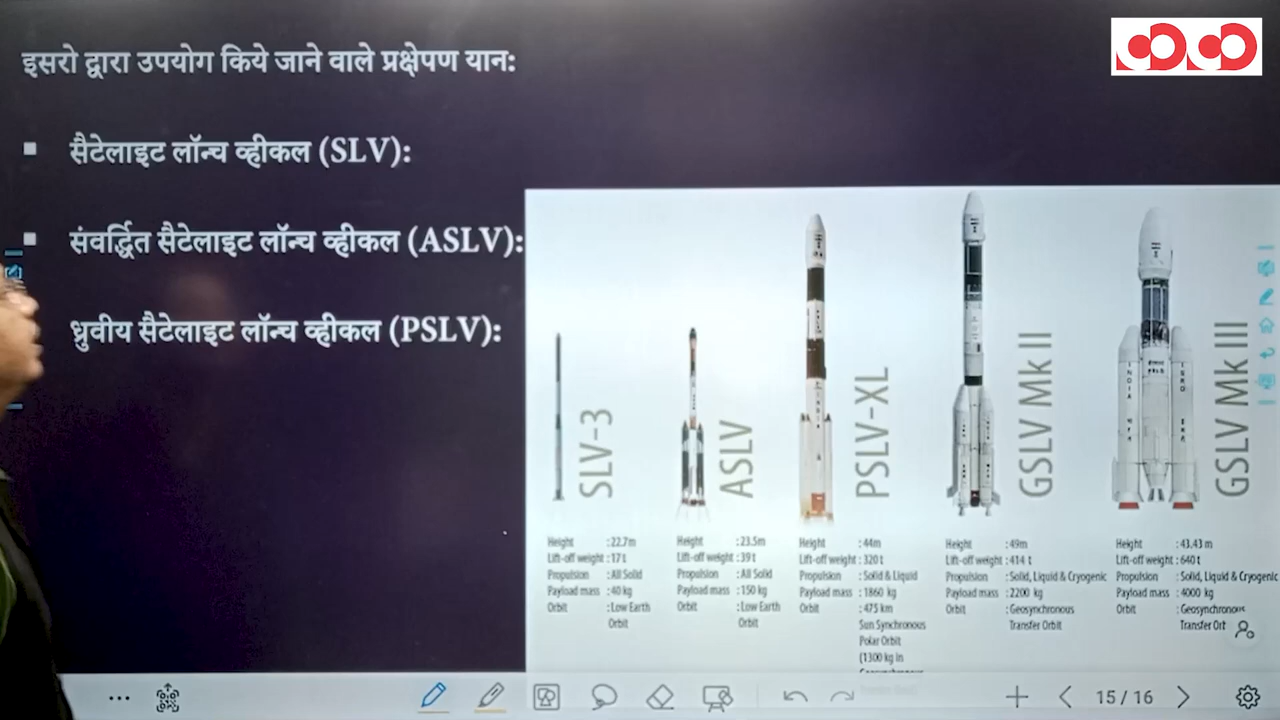 इसरो द्वारा उपयोग किये जाने वाले प्रक्षेपण यान:
▪ सैटेलाइट लॉन्च व्हीकल (SLV):
▪ संवर्द्धित सैटेलाइट लॉन्च व्हीकल (ASLV):
ध्रुवीय सैटेलाइट लॉन्च व्हीकल (PSLV):
SLV-3
Height : 22.7m
Lift-off weight : 17 t
Propulsion : All Solid
Payload mass : 40 kg
Orbit : Low Earth
Orbit
ASLV
Height : 23.5m
Lift-off weight : 39 t
Propulsion : All Solid
Payload mass : 150 kg
Orbit : Low Earth
Orbit
PSLV-XL
Height : 44m
Lift-off weight : 320 t
Propulsion : Solid & Liquid
Payload mass : 1860 kg
Orbit : 475 km
Sun Synchronous
Polar Orbit
(1300 kg in
GSLV Mk II
Height : 49m
Lift-off weight : 414 t
Propulsion : Solid, Liquid & Cryogenic
Payload mass : 2200 kg
Orbit : Geosynchronous
Transfer Orbit
GSLV Mk III
INDIA
ISRO
Height : 43.43 m
Lift-off weight : 640 t
Propulsion : Solid, Liquid & Cryogenic
Payload mass : 4000 kg
Orbit : Geosynchronous
Transfer Ort
15 / 16